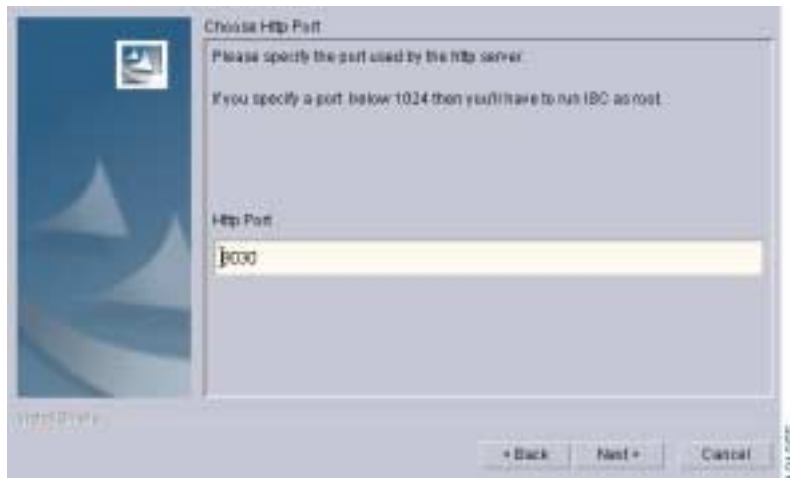 Choose Http Port
Please specify the port used by the http server.
If you specify a port below 1024 then you'll have to run IBC as root
Http Port
8030
InstallShield
< Back
Next >
Cancel